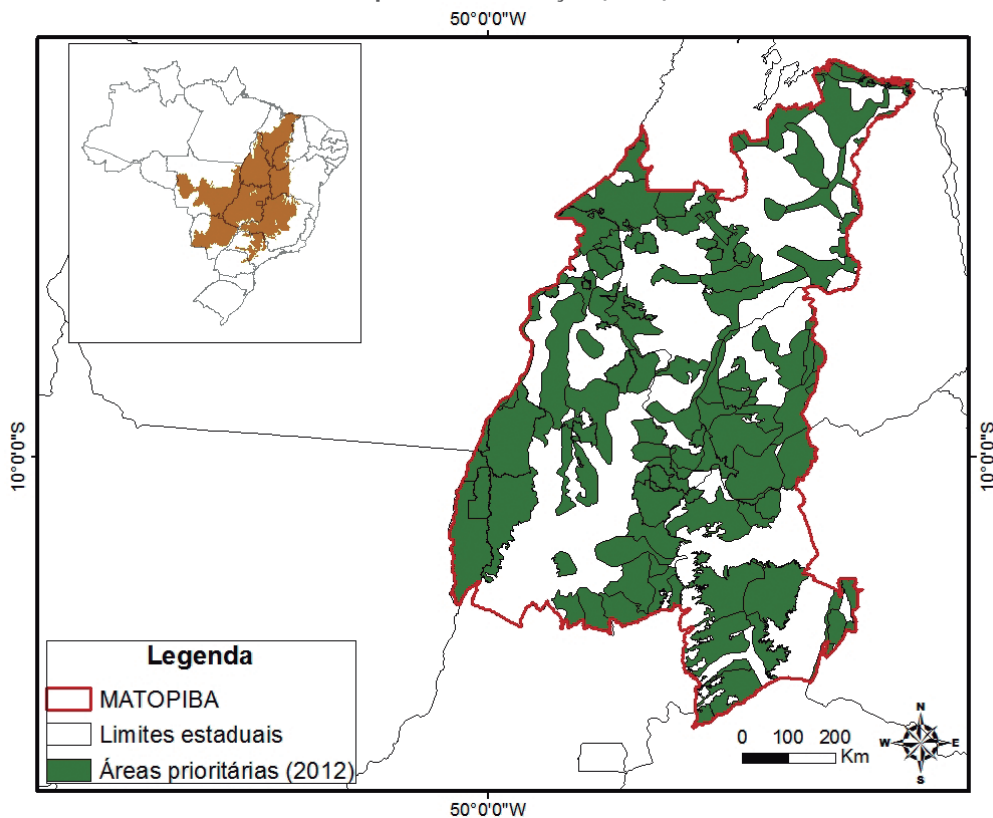 50°0'0"W
10°0'0"S
10°0'0"S
Legenda
MATOPIBA
Limites estaduais
Áreas prioritárias (2012)
0 100 200
Km
N
W E
S
50°0'0"W